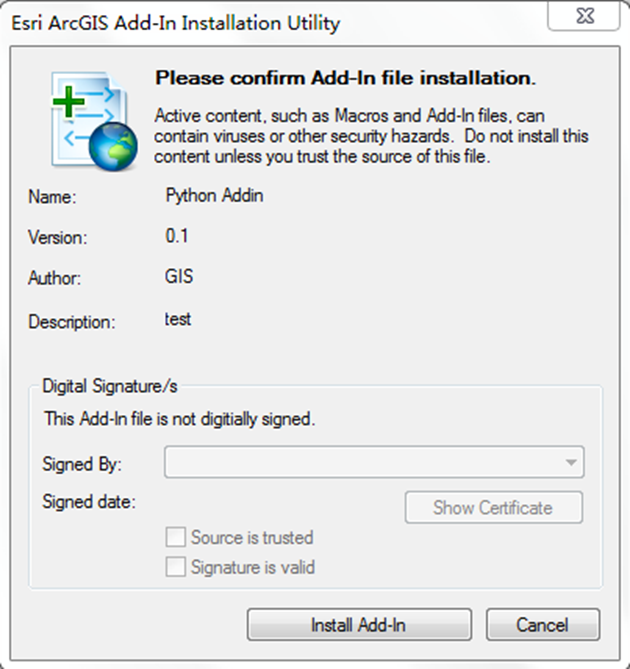 Esri ArcGIS Add-In Installation Utility
Please confirm Add-In file installation.
Active content, such as Macros and Add-In files, can
contain viruses or other security hazards. Do not install this
content unless you trust the source of this file.
Name: Python Addin
Version: 0.1
Author: GIS
Description: test
Digital Signature/s
This Add-In file is not digitially signed.
Signed By:
Signed date:
Show Certificate
Source is trusted
Signature is valid
Install Add-In Cancel